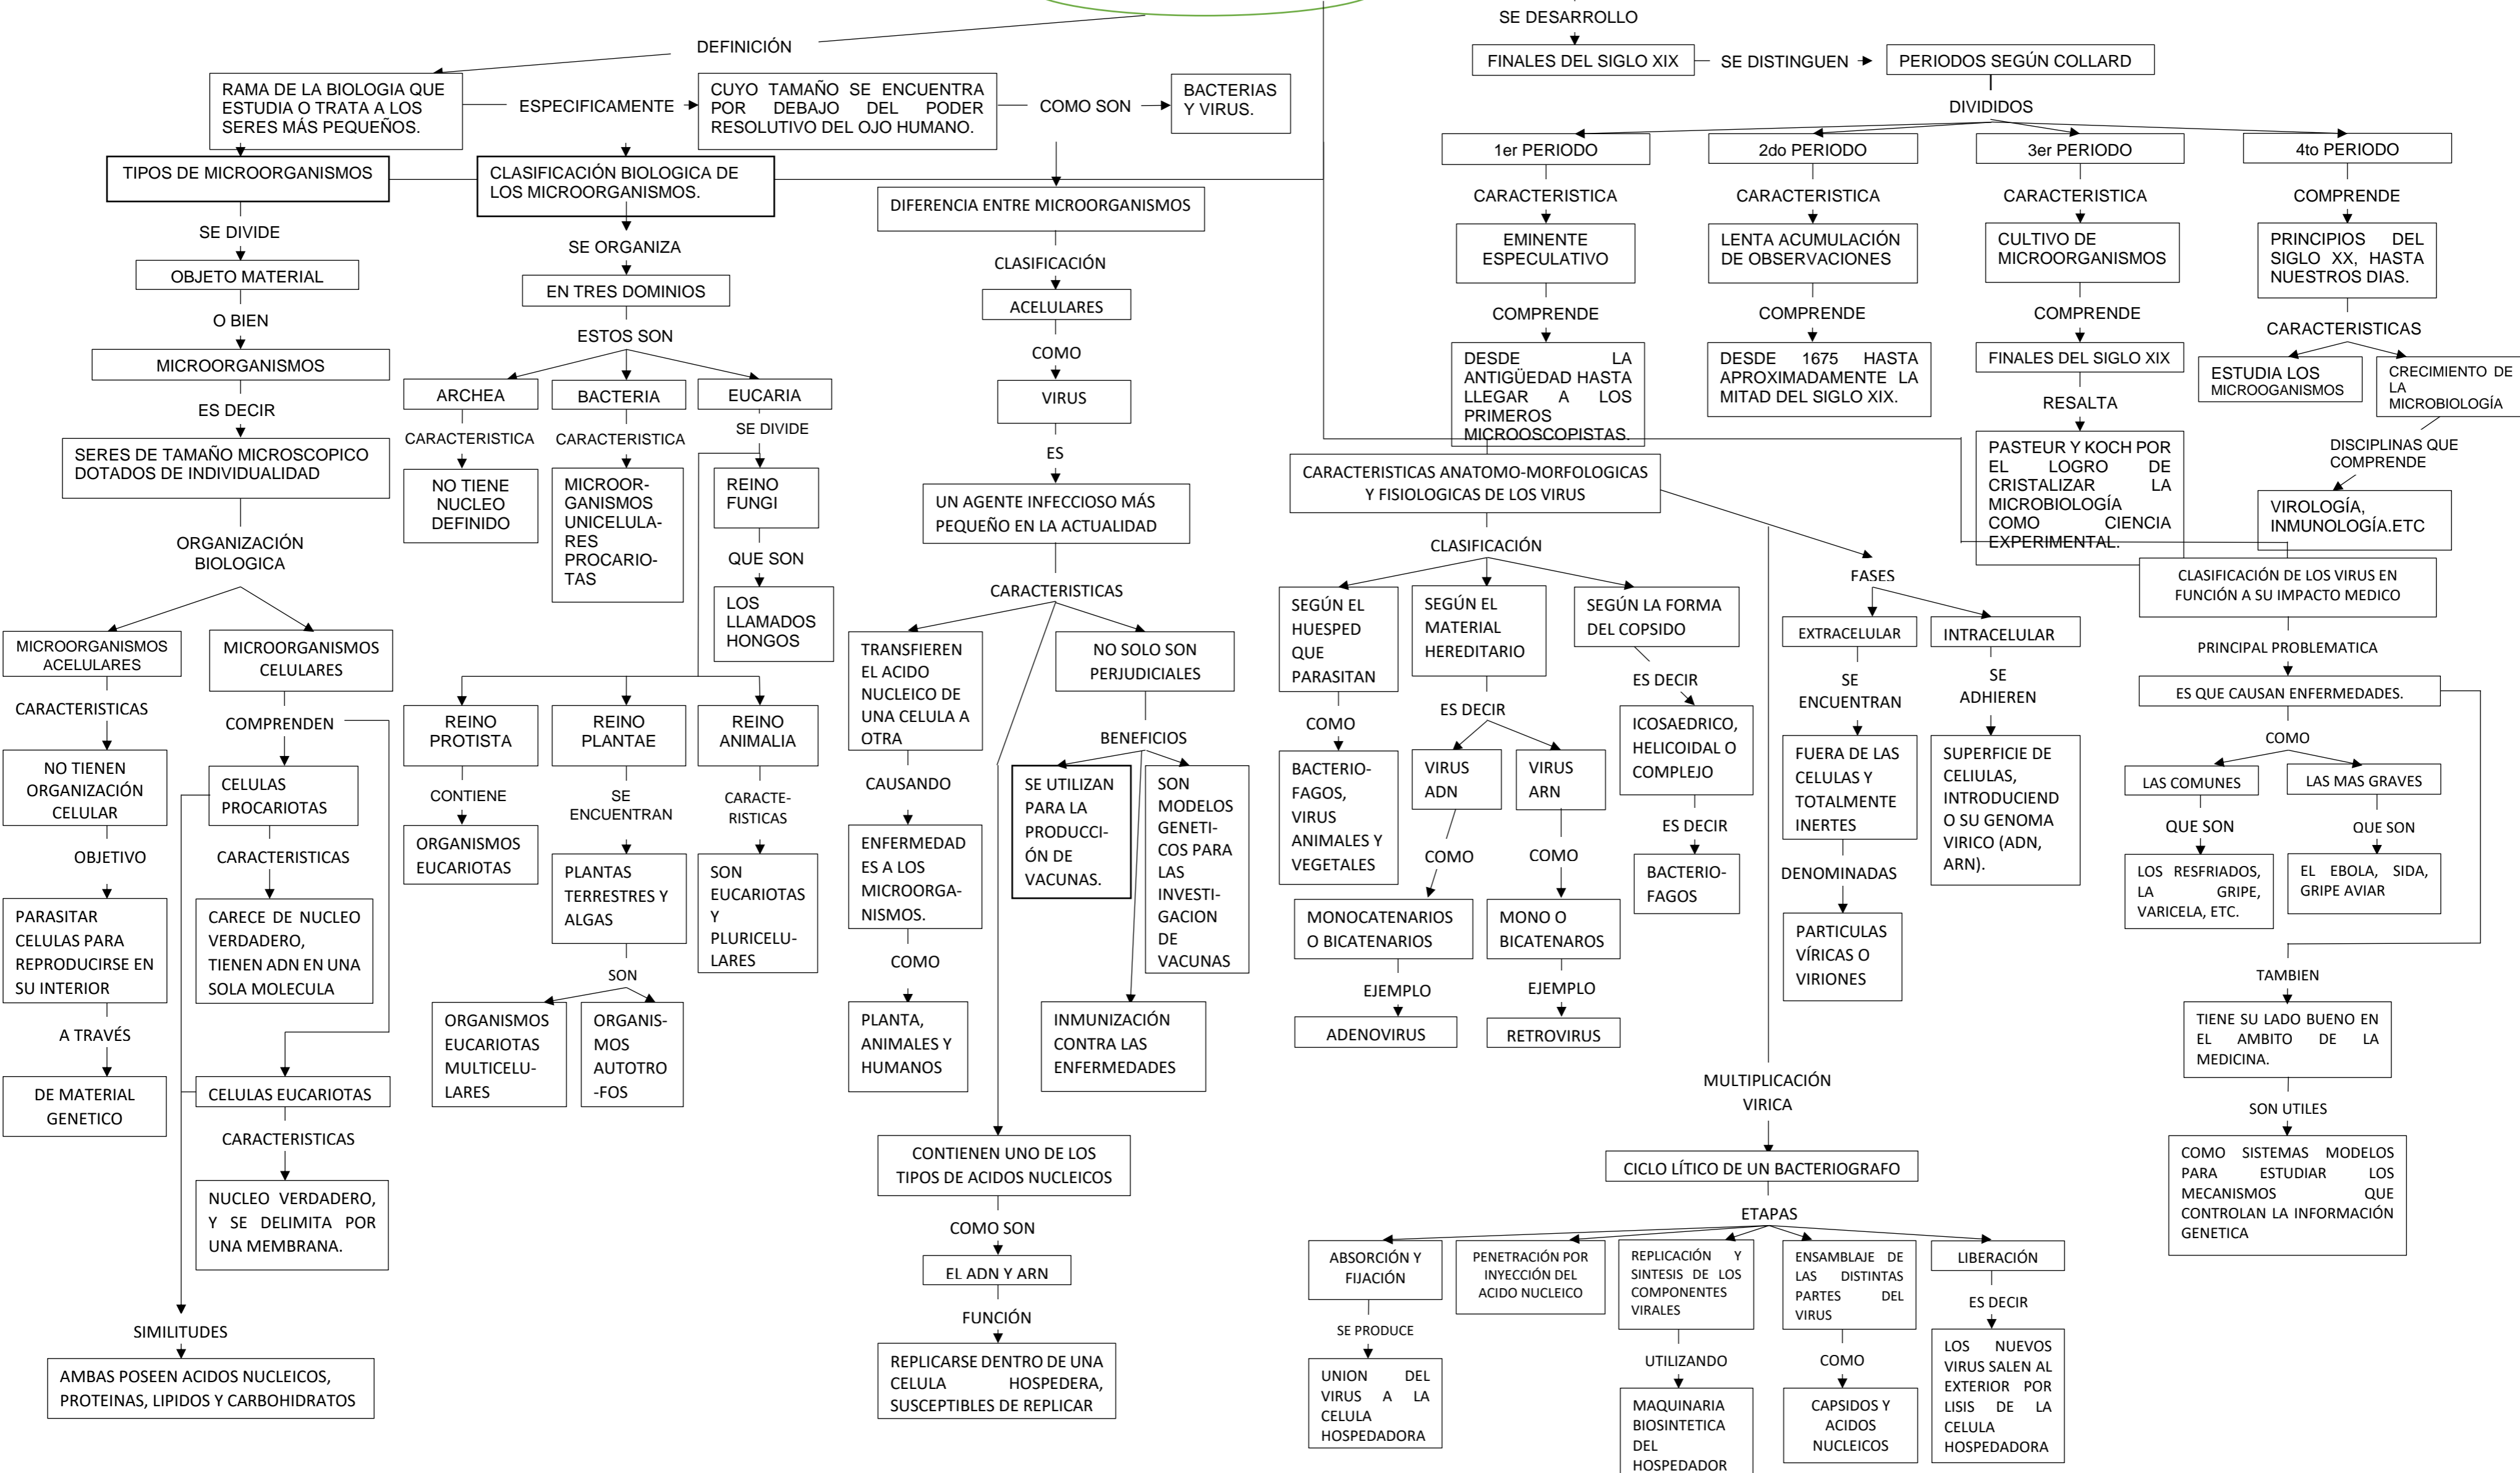 DEFINICIÓN
RAMA DE LA BIOLOGIA QUE
ESTUDIA O TRATA A LOS
SERES MÁS PEQUEÑOS.
ESPECIFICAMENTE
CUYO TAMAÑO SE ENCUENTRA
POR DEBAJO DEL PODER
RESOLUTIVO DEL OJO HUMANO.
COMO SON
BACTERIAS
Y VIRUS.
TIPOS DE MICROORGANISMOS
SE DIVIDE
OBJETO MATERIAL
O BIEN
MICROORGANISMOS
ES DECIR
SERES DE TAMAÑO MICROSCOPICO
DOTADOS DE INDIVIDUALIDAD
ORGANIZACIÓN
BIOLOGICA
MICROORGANISMOS
ACELULARES
CARACTERISTICAS
NO TIENEN
ORGANIZACIÓN
CELULAR
OBJETIVO
PARASITAR
CELULAS PARA
REPRODUCIRSE EN
SU INTERIOR
A TRAVÉS
DE MATERIAL
GENETICO
MICROORGANISMOS
CELULARES
COMPRENDEN
CELULAS
PROCARIOTAS
CARACTERISTICAS
CARECE DE NUCLEO
VERDADERO,
TIENEN ADN EN UNA
SOLA MOLECULA
CELULAS EUCARIOTAS
CARACTERISTICAS
NUCLEO VERDADERO,
Y SE DELIMITA POR
UNA MEMBRANA.
SIMILITUDES
AMBAS POSEEN ACIDOS NUCLEICOS,
PROTEINAS, LIPIDOS Y CARBOHIDRATOS
CLASIFICACIÓN BIOLOGICA DE
LOS MICROORGANISMOS.
SE ORGANIZA
EN TRES DOMINIOS
ESTOS SON
ARCHEA
CARACTERISTICA
NO TIENE
NUCLEO
DEFINIDO
BACTERIA
CARACTERISTICA
MICROOR-
GANISMOS
UNICELULA-
RES
PROCARIO-
TAS
EUCARIA
SE DIVIDE
REINO
FUNGI
QUE SON
LOS
LLAMADOS
HONGOS
REINO
PROTISTA
CONTIENE
ORGANISMOS
EUCARIOTAS
REINO
PLANTAE
SE
ENCUENTRAN
PLANTAS
TERRESTRES Y
ALGAS
SON
ORGANISMOS
EUCARIOTAS
MULTICELU-
LARES
ORGANIS-
MOS
AUTOTRO
-FOS
REINO
ANIMALIA
CARACTE-
RISTICAS
SON
EUCARIOTAS
Y
PLURICELU-
LARES
DIFERENCIA ENTRE MICROORGANISMOS
CLASIFICACIÓN
ACELULARES
COMO
VIRUS
ES
UN AGENTE INFECCIOSO MÁS
PEQUEÑO EN LA ACTUALIDAD
CARACTERISTICAS
TRANSFIEREN
EL ACIDO
NUCLEICO DE
UNA CELULA A
OTRA
CAUSANDO
ENFERMEDAD
ES A LOS
MICROORGA-
NISMOS.
COMO
PLANTA,
ANIMALES Y
HUMANOS
NO SOLO SON
PERJUDICIALES
BENEFICIOS
SE UTILIZAN
PARA LA
PRODUCCI-
ÓN DE
VACUNAS.
SON
MODELOS
GENETI-
COS PARA
LAS
INVESTI-
GACION
DE
VACUNAS
INMUNIZACIÓN
CONTRA LAS
ENFERMEDADES
CONTIENEN UNO DE LOS
TIPOS DE ACIDOS NUCLEICOS
COMO SON
EL ADN Y ARN
FUNCIÓN
REPLICARSE DENTRO DE UNA
CELULA HOSPEDERA,
SUSCEPTIBLES DE REPLICAR
SE DESARROLLO
FINALES DEL SIGLO XIX
SE DISTINGUEN
PERIODOS SEGÚN COLLARD
DIVIDIDOS
1er PERIODO
CARACTERISTICA
EMINENTE
ESPECULATIVO
COMPRENDE
DESDE LA
ANTIGÜEDAD HASTA
LLEGAR A LOS
PRIMEROS
MICROOSCOPISTAS.
2do PERIODO
CARACTERISTICA
LENTA ACUMULACIÓN
DE OBSERVACIONES
COMPRENDE
DESDE 1675 HASTA
APROXIMADAMENTE LA
MITAD DEL SIGLO XIX.
3er PERIODO
CARACTERISTICA
CULTIVO DE
MICROORGANISMOS
COMPRENDE
FINALES DEL SIGLO XIX
RESALTA
PASTEUR Y KOCH POR
EL LOGRO DE
CRISTALIZAR LA
MICROBIOLOGÍA
COMO CIENCIA
EXPERIMENTAL.
4to PERIODO
COMPRENDE
PRINCIPIOS DEL
SIGLO XX, HASTA
NUESTROS DIAS.
CARACTERISTICAS
ESTUDIA LOS
MICROOGANISMOS
CRECIMIENTO DE
LA
MICROBIOLOGÍA
DISCIPLINAS QUE
COMPRENDE
VIROLOGÍA,
INMUNOLOGÍA.ETC
CARACTERISTICAS ANATOMO-MORFOLOGICAS
Y FISIOLOGICAS DE LOS VIRUS
CLASIFICACIÓN
SEGÚN EL
HUESPED
QUE
PARASITAN
COMO
BACTERIO-
FAGOS,
VIRUS
ANIMALES Y
VEGETALES
SEGÚN EL
MATERIAL
HEREDITARIO
ES DECIR
VIRUS
ADN
COMO
MONOCATENARIOS
O BICATENARIOS
EJEMPLO
ADENOVIRUS
VIRUS
ARN
COMO
MONO O
BICATENAROS
EJEMPLO
RETROVIRUS
SEGÚN LA FORMA
DEL COPSIDO
ES DECIR
ICOSAEDRICO,
HELICOIDAL O
COMPLEJO
ES DECIR
BACTERIO-
FAGOS
FASES
EXTRACELULAR
SE
ENCUENTRAN
FUERA DE LAS
CELULAS Y
TOTALMENTE
INERTES
DENOMINADAS
PARTICULAS
VÍRICAS O
VIRIONES
INTRACELULAR
SE
ADHIEREN
SUPERFICIE DE
CELIULAS,
INTRODUCIEND
O SU GENOMA
VIRICO (ADN,
ARN).
MULTIPLICACIÓN
VIRICA
CICLO LÍTICO DE UN BACTERIOGRAFO
ETAPAS
ABSORCIÓN Y
FIJACIÓN
SE PRODUCE
UNION DEL
VIRUS A LA
CELULA
HOSPEDADORA
PENETRACIÓN POR
INYECCIÓN DEL
ACIDO NUCLEICO
REPLICACIÓN Y
SINTESIS DE LOS
COMPONENTES
VIRALES
UTILIZANDO
MAQUINARIA
BIOSINTETICA
DEL
HOSPEDADOR
ENSAMBLAJE DE
LAS DISTINTAS
PARTES DEL
VIRUS
COMO
CAPSIDOS Y
ACIDOS
NUCLEICOS
LIBERACIÓN
ES DECIR
LOS NUEVOS
VIRUS SALEN AL
EXTERIOR POR
LISIS DE LA
CELULA
HOSPEDADORA
CLASIFICACIÓN DE LOS VIRUS EN
FUNCIÓN A SU IMPACTO MEDICO
PRINCIPAL PROBLEMATICA
ES QUE CAUSAN ENFERMEDADES.
COMO
LAS COMUNES
QUE SON
LOS RESFRIADOS,
LA GRIPE,
VARICELA, ETC.
LAS MAS GRAVES
QUE SON
EL EBOLA, SIDA,
GRIPE AVIAR
TAMBIEN
TIENE SU LADO BUENO EN
EL AMBITO DE LA
MEDICINA.
SON UTILES
COMO SISTEMAS MODELOS
PARA ESTUDIAR LOS
MECANISMOS QUE
CONTROLAN LA INFORMACIÓN
GENETICA